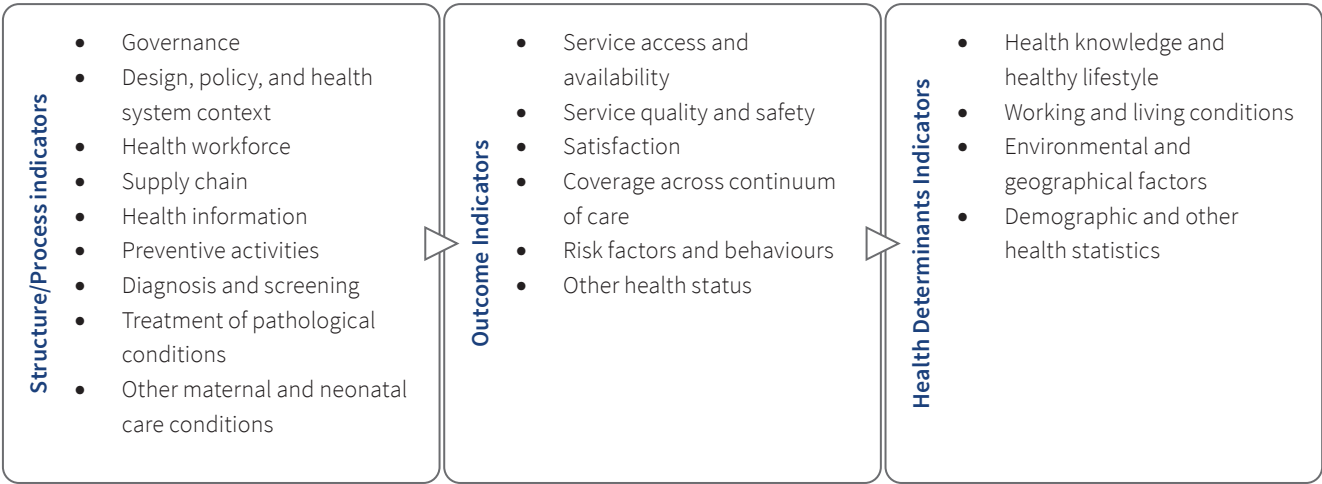 Structure/Process indicators
• Governance
• Design, policy, and health
system context
• Health workforce
• Supply chain
• Health information
• Preventive activities
• Diagnosis and screening
• Treatment of pathological
conditions
• Other maternal and neonatal
care conditions
Outcome Indicators
• Service access and
availability
• Service quality and safety
• Satisfaction
• Coverage across continuum
of care
• Risk factors and behaviours
• Other health status
Health Determinants Indicators
• Health knowledge and
healthy lifestyle
• Working and living conditions
• Environmental and
geographical factors
• Demographic and other
health statistics